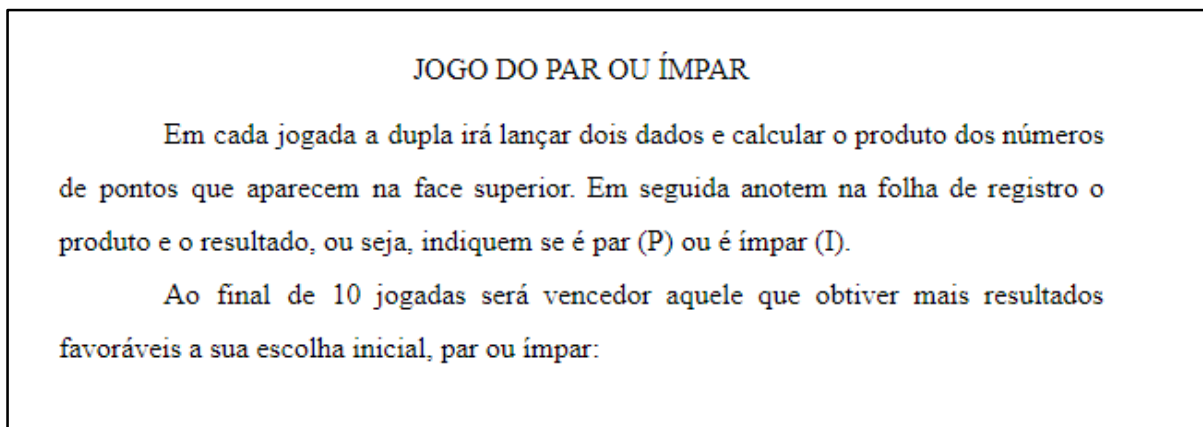 JOGO DO PAR OU ÍMPAR
Em cada jogada a dupla irá lançar dois dados e calcular o produto dos números
de pontos que aparecem na face superior. Em seguida anotem na folha de registro o
produto e o resultado, ou seja, indiquem se é par (P) ou é ímpar (I).
Ao final de 10 jogadas será vencedor aquele que obtiver mais resultados
favoráveis a sua escolha inicial, par ou ímpar: